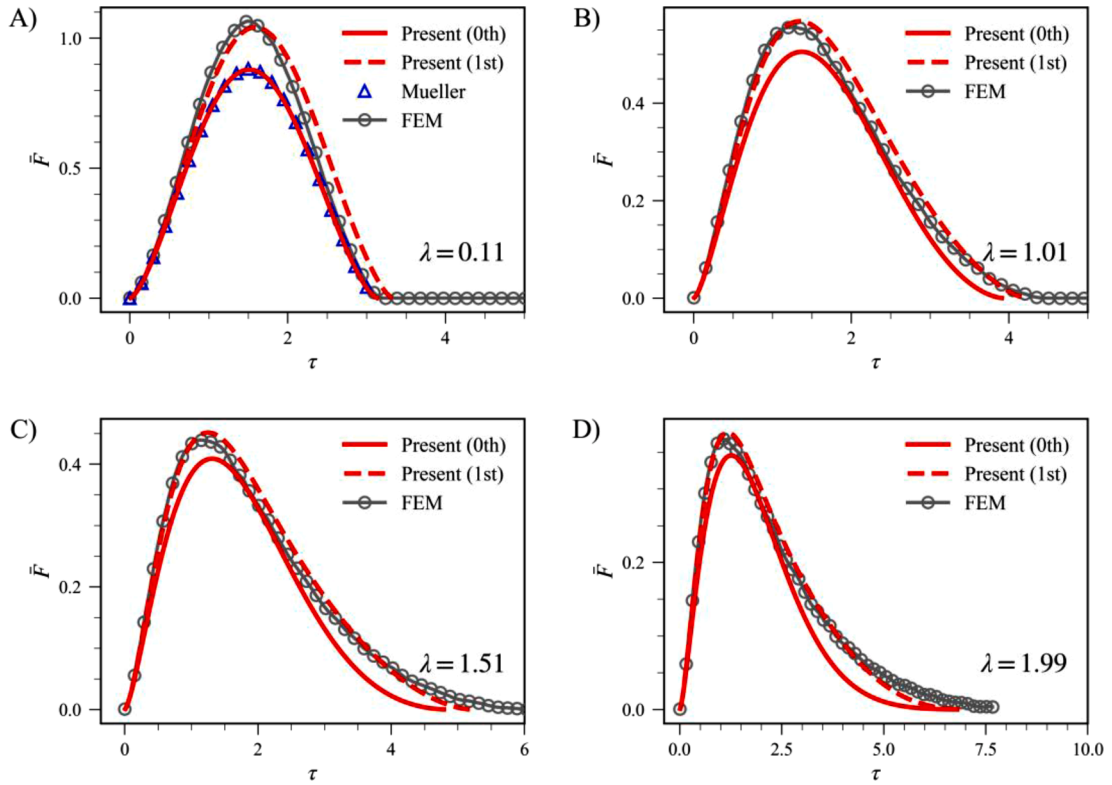 A)
Present (0th)
Present (1st)
Mueller
FEM
λ=0.11
1.0
0.5
0.0
F̄
0
2
4
τ
B)
Present (0th)
Present (1st)
FEM
λ=1.01
0.4
0.2
0.0
F̄
0
2
4
τ
C)
Present (0th)
Present (1st)
FEM
λ=1.51
0.4
0.2
0.0
F̄
0
2
4
6
τ
D)
Present (0th)
Present (1st)
FEM
λ=1.99
0.2
0.0
F̄
0.0
2.5
5.0
7.5
10.0
τ